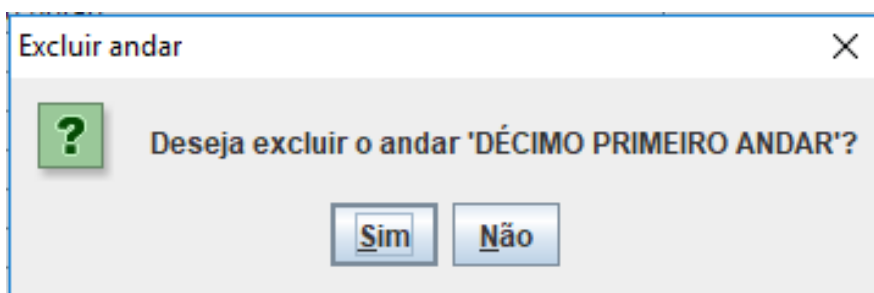 Excluir andar
Deseja excluir o andar 'DÉCIMO PRIMEIRO ANDAR'?
Sim
Não